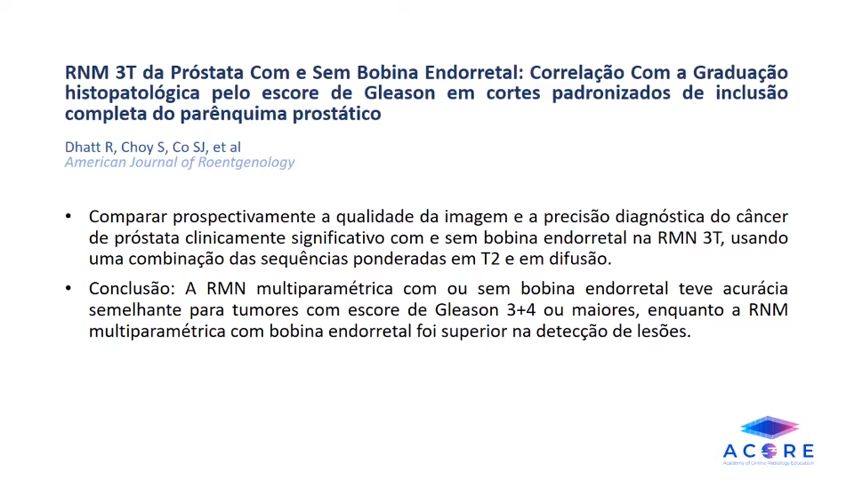 RNM 3T da Próstata Com e Sem Bobina Endorretal: Correlação Com a Graduação
histopatológica pelo escore de Gleason em cortes padronizados de inclusão
completa do parênquima prostático
Dhatt R, Choy S, Co SJ, et al
American Journal of Roentgenology
• Comparar prospectivamente a qualidade da imagem e a precisão diagnóstica do câncer
de próstata clinicamente significativo com e sem bobina endorretal na RMN 3T, usando
uma combinação das sequências ponderadas em T2 e em difusão.
• Conclusão: A RMN multiparamétrica com ou sem bobina endorretal teve acurácia
semelhante para tumores com escore de Gleason 3+4 ou maiores, enquanto a RNM
multiparamétrica com bobina endorretal foi superior na detecção de lesões.
ACORE
Academy of Online Radiology Education